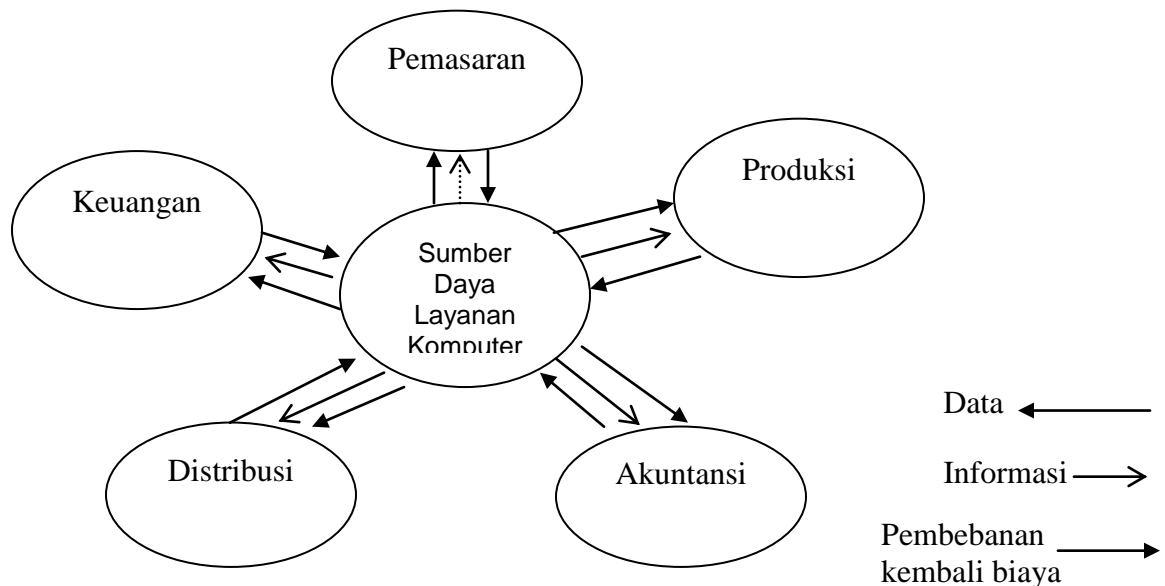 Pemasaran
Produksi
Keuangan
Sumber
Daya
Layanan
Komputer
Data
Distribusi
Akuntansi
Informasi
Pembebanan
kembali biaya